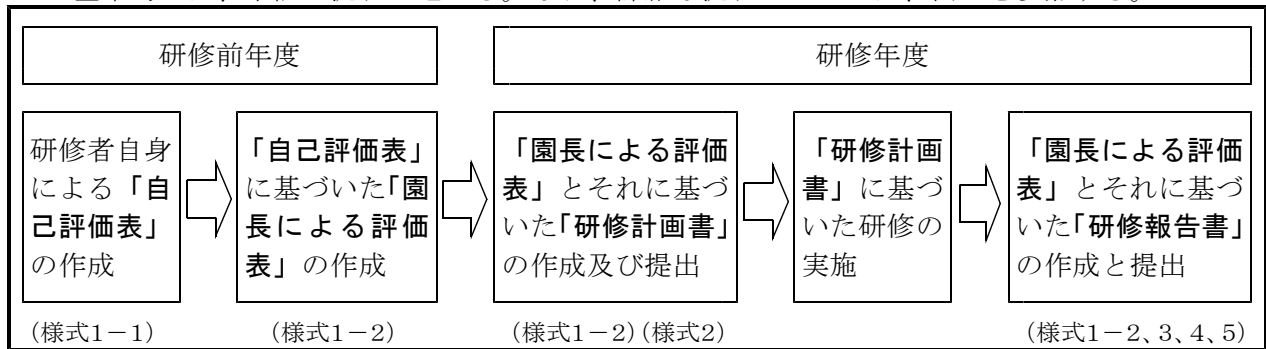 研修前年度
研修年度
研修者自身
による「自
己評価表」
の作成
「自己評価表」
に基づいた「園
長による評価
表」の作成
「園長による評価
表」とそれに基づ
いた「研修計画書」
の作成及び提出
「研修計画
書」に基づ
いた研修の
実施
「園長による評価
表」とそれに基づ
いた「研修報告書」
の作成と提出
(様式1-1)
(様式1-2)
(様式1-2)(様式2)
(様式1-2、3、4、5)